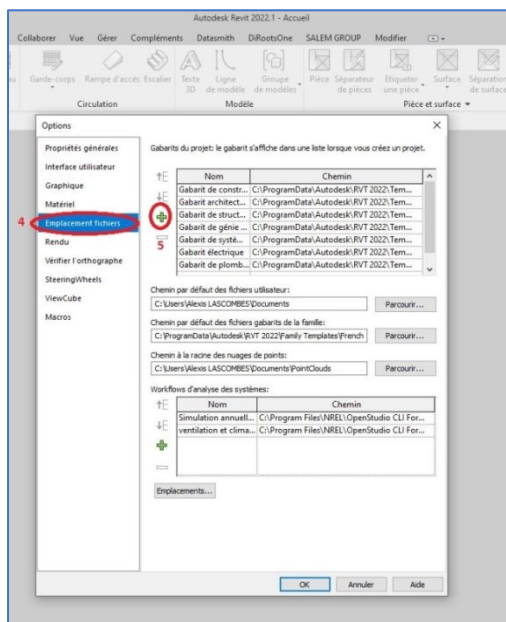 Autodesk Revit 2022.1 - Accueil
Collaborer Vue Gérer Compléments Datasmith DiRootsOne SALEM GROUP Modifier
Garde-corps Rampe d'accès Escalier Texte 3D Ligne de modèle Groupe de modèles Pièce Séparateur de pièces Etiqueter une pièce Surface Séparation de surface
Circulation Modèle Pièce et surface
Options
Propriétés générales
Interface utilisateur
Graphique
Matériel
4 Emplacement fichiers
Rendu
Vérifier l'orthographe
SteeringWheels
ViewCube
Macros
Gabarits du projet: le gabarit s'affiche dans une liste lorsque vous créez un projet.
Nom Chemin
Gabarit de constr... C:\ProgramData\Autodesk\RVT 2022\Tem...
Gabarit architect... C:\ProgramData\Autodesk\RVT 2022\Tem...
Gabarit de struct... C:\ProgramData\Autodesk\RVT 2022\Tem...
Gabarit de génie ... C:\ProgramData\Autodesk\RVT 2022\Tem...
5 Gabarit de systè... C:\ProgramData\Autodesk\RVT 2022\Tem...
Gabarit électrique C:\ProgramData\Autodesk\RVT 2022\Tem...
Gabarit de plomb... C:\ProgramData\Autodesk\RVT 2022\Tem...
Chemin par défaut des fichiers utilisateur:
C:\Users\Alexis LASCOMBES\Documents Parcourir...
Chemin par défaut des fichiers gabarits de la famille:
C:\ProgramData\Autodesk\RVT 2022\Family Templates\French Parcourir...
Chemin à la racine des nuages de points:
C:\Users\Alexis LASCOMBES\Documents\PointClouds Parcourir...
Workflows d'analyse des systèmes:
Nom Chemin
Simulation annuell... C:\Program Files\NREL\OpenStudio CLI For...
ventilation et clima... C:\Program Files\NREL\OpenStudio CLI For...
Emplacements...
OK Annuler Aide